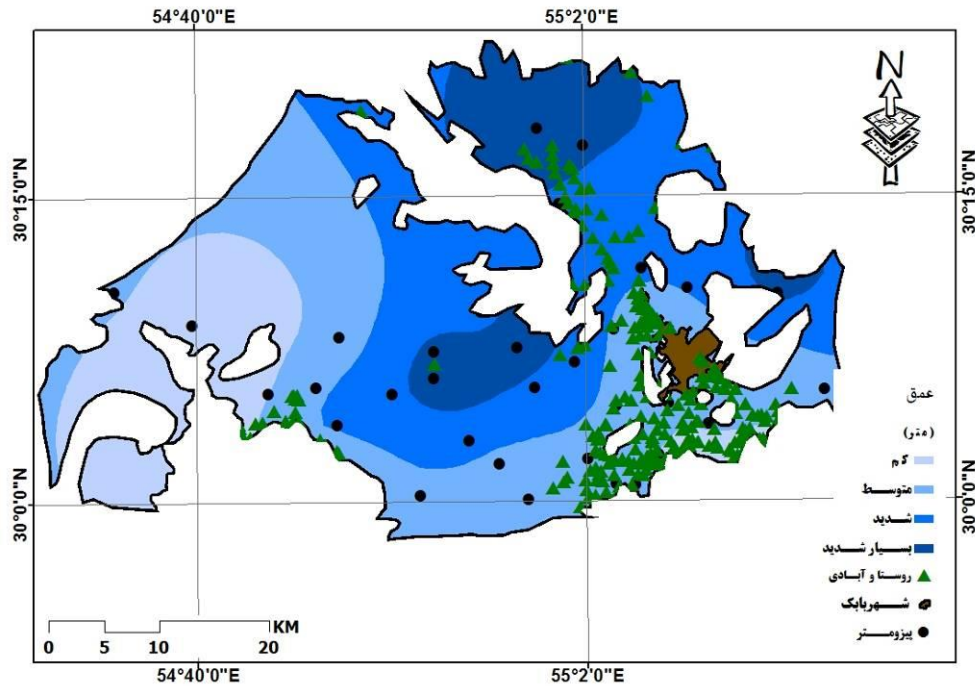 54°40'0"E 55°2'0"E
N
30°15'0"N 30°15'0"N
عمق
(متر)
کم
متوسط
شدید
بسیار شدید
روستا و آبادی
شهربابک
پیزومتر
30°0'0"N 30°0'0"N
KM
0 5 10 20
54°40'0"E 55°2'0"E